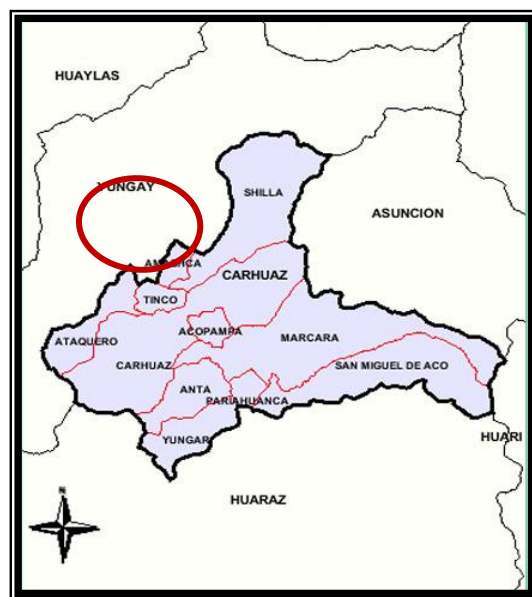 HUAYLAS
YUNGAY
SHILLA
ASUNCION
CARHUAZ
TINCO
ACOPAMPA
ATAQUERO
MARCARA
CARHUAZ
SAN MIGUEL DE ACO
ANTA
PARIAHUANCA
YUNGAR
HUARI
HUARAZ
N